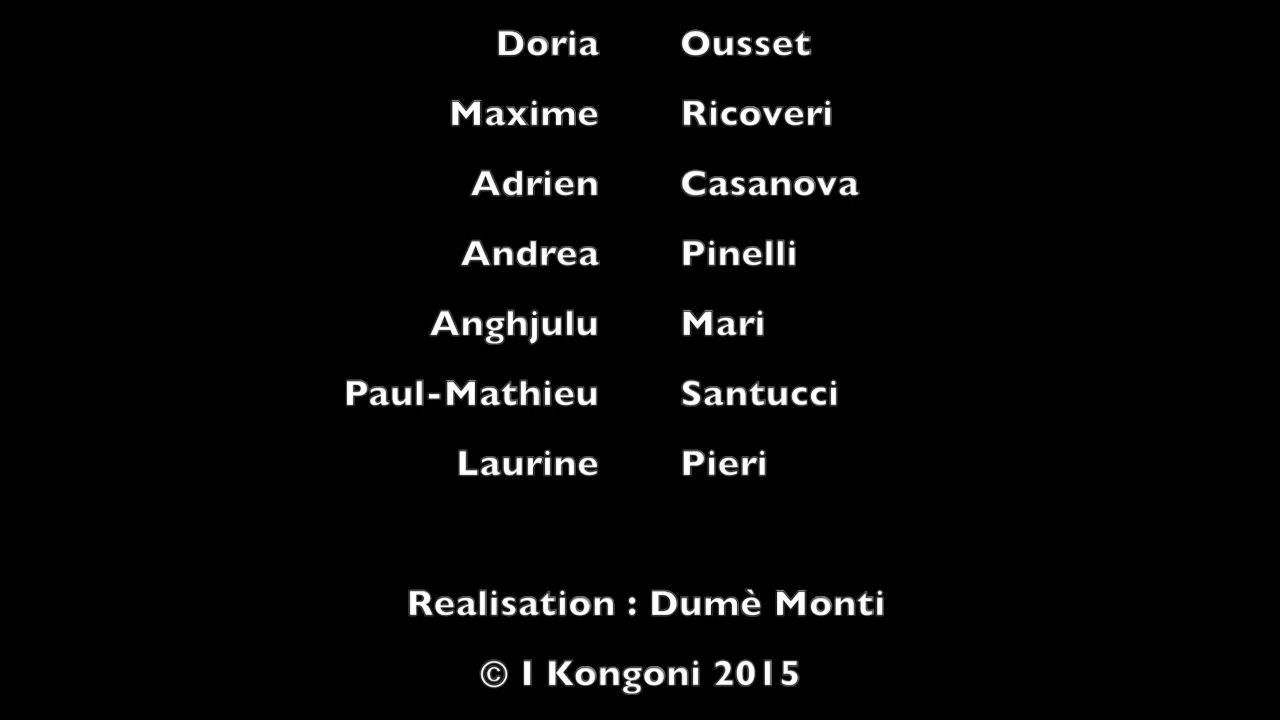 Doria Ousset
Maxime Ricoveri
Adrien Casanova
Andrea Pinelli
Anghjulu Mari
Paul-Mathieu Santucci
Laurine Pieri
Realisation : Dumè Monti
© I Kongoni 2015